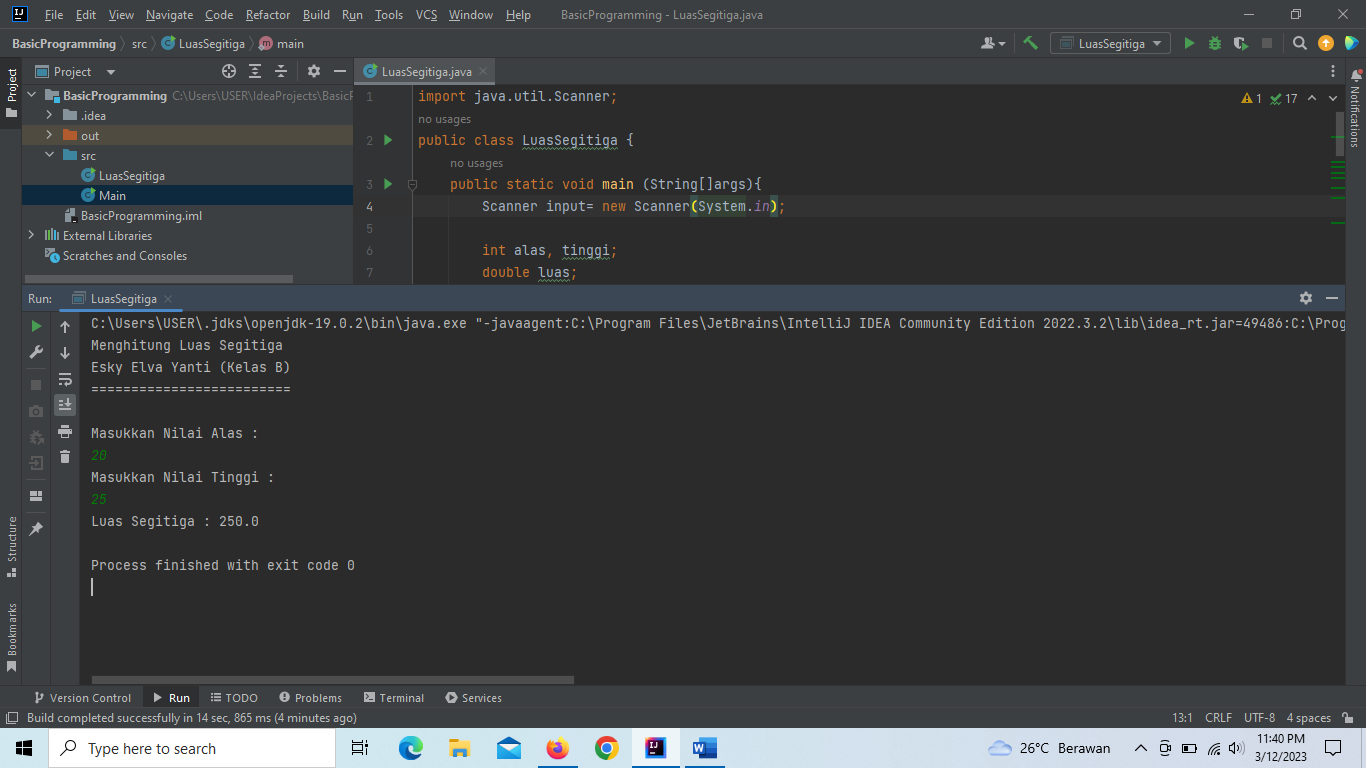 File Edit View Navigate Code Refactor Build Run Tools VCS Window Help BasicProgramming - LuasSegitiga.java
BasicProgramming src LuasSegitiga main LuasSegitiga
Project
LuasSegitiga.java
Project
BasicProgramming C:\Users\USER\IdeaProjects\BasicP
.idea
out
src
LuasSegitiga
Main
BasicProgramming.iml
External Libraries
Scratches and Consoles
1 import java.util.Scanner;
1 17
no usages
2 public class LuasSegitiga {
no usages
3 public static void main (String[]args){
4 Scanner input= new Scanner(System.in);
5
6 int alas, tinggi;
7 double luas;
Notifications
Run: LuasSegitiga
C:\Users\USER\.jdks\openjdk-19.0.2\bin\java.exe "-javaagent:C:\Program Files\JetBrains\IntelliJ IDEA Community Edition 2022.3.2\lib\idea_rt.jar=49486:C:\Prog
Menghitung Luas Segitiga
Esky Elva Yanti (Kelas B)
=========================
Masukkan Nilai Alas :
20
Masukkan Nilai Tinggi :
25
Luas Segitiga : 250.0
Process finished with exit code 0
Structure
Bookmarks
Version Control Run TODO Problems Terminal Services
Build completed successfully in 14 sec, 865 ms (4 minutes ago) 13:1 CRLF UTF-8 4 spaces
Type here to search
26°C Berawan
11:40 PM
3/12/2023